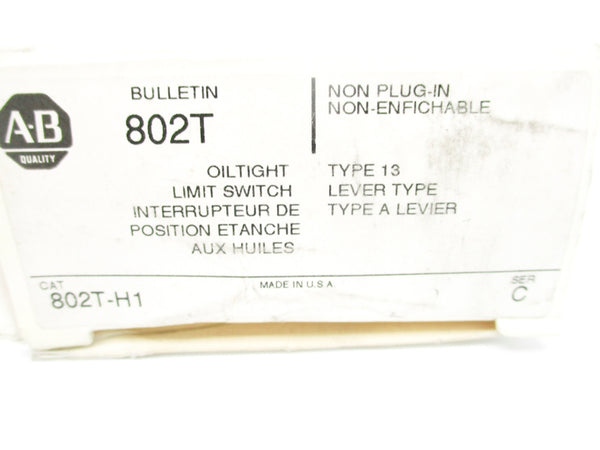 A-B
QUALITY
BULLETIN
802T
NON PLUG-IN
NON-ENFICHABLE
OILTIGHT
LIMIT SWITCH
INTERRUPTEUR DE
POSITION ETANCHE
AUX HUILES
TYPE 13
LEVER TYPE
TYPE A LEVIER
CAT
802T-H1
MADE IN U.S.A.
SER
C